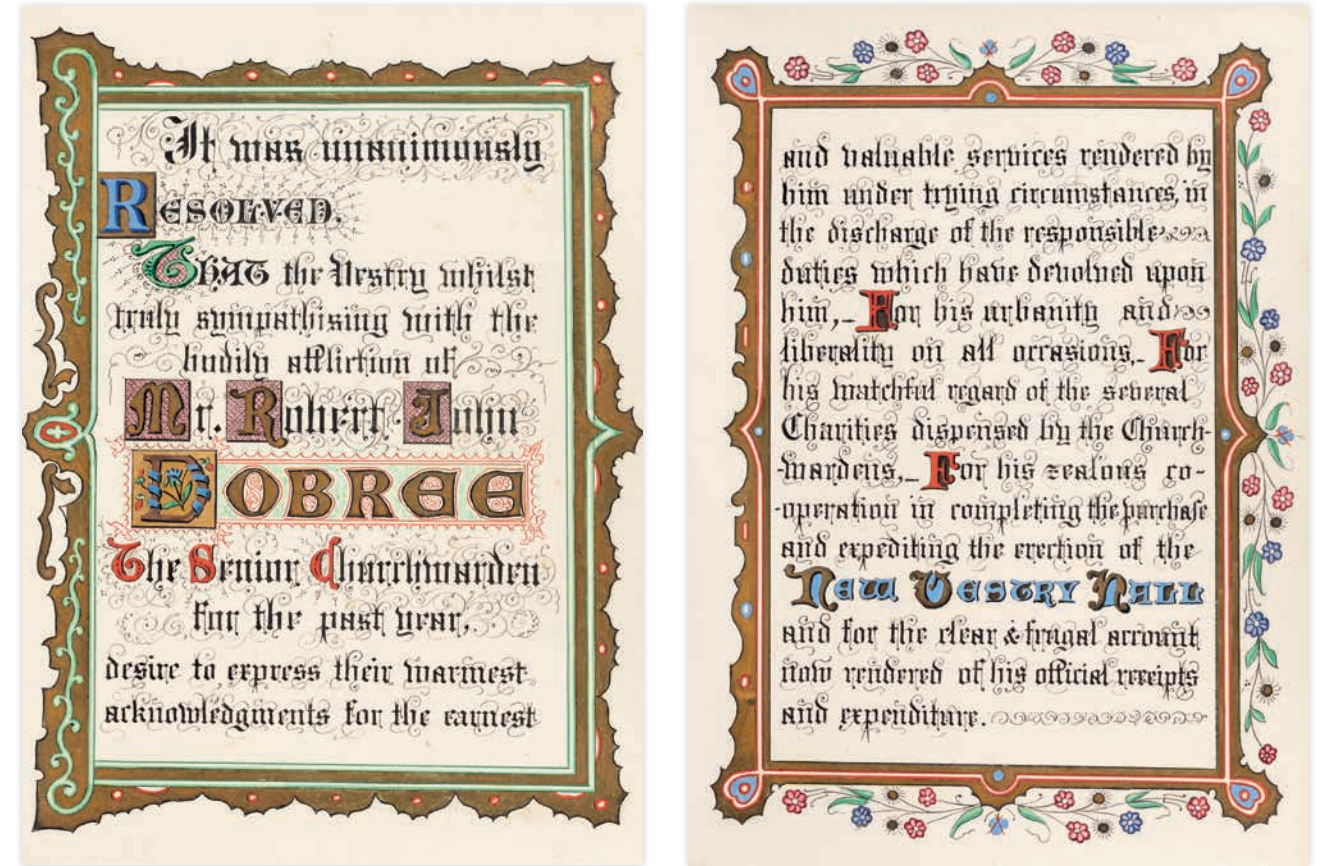 It was unanimously
RESOLVED.
THAT the Vestry whilst
truly sympathising with the
bodily affliction of
Mr. Robert John
DOBREE
The Senior Churchwarden
for the past year,
desire to express their warmest
acknowledgments for the earnest
and valuable services rendered by
him under trying circumstances, in
the discharge of the responsible
duties which have devolved upon
him,_ For his urbanity and
liberality on all occasions,_ For
his watchful regard of the several
Charities dispensed by the Church-
-wardens,_ For his zealous co-
-operation in completing the purchase
and expediting the erection of the
NEW VESTRY HALL
and for the clear & frugal account
now rendered of his official receipts
and expenditure.